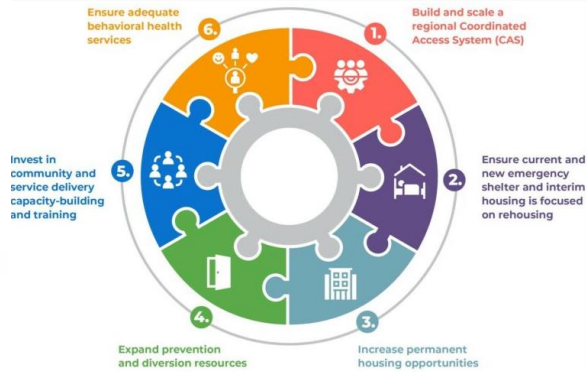 1.
Build and scale a
regional Coordinated
Access System (CAS)
2.
Ensure current and
new emergency
shelter and interim
housing is focused
on rehousing
3.
Increase permanent
housing opportunities
4.
Expand prevention
and diversion resources
5.
Invest in
community and
service delivery
capacity-building
and training
6.
Ensure adequate
behavioral health
services